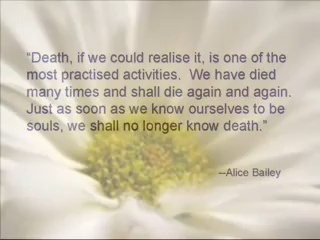 “Death, if we could realise it, is one of the
most practised activities.  We have died
many times and shall die again and again.
Just as soon as we know ourselves to be
souls, we shall no longer know death.”
--Alice Bailey